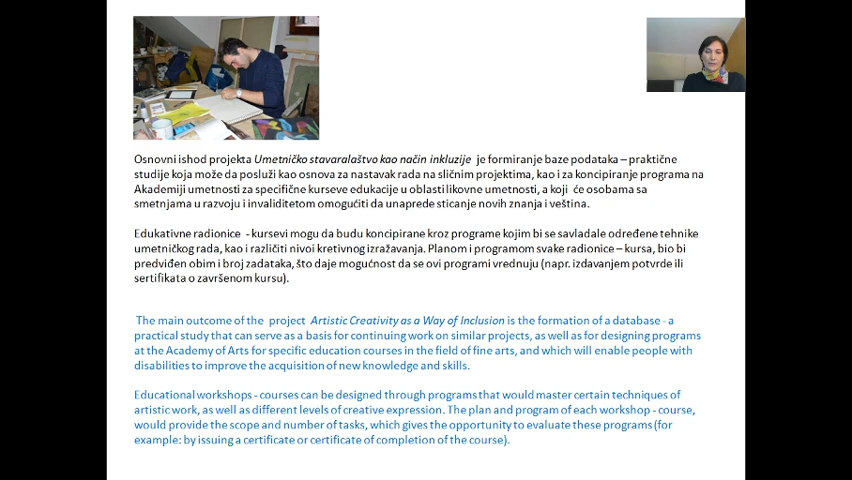 Osnovni ishod projekta Umetničko stavaralaštvo kao način inkluzije je formiranje baze podataka – praktične
studije koja može da posluži kao osnova za nastavak rada na sličnim projektima, kao i za koncipiranje programa na
Akademiji umetnosti za specifične kurseve edukacije u oblasti likovne umetnosti, a koji će osobama sa
smetnjama u razvoju i invaliditetom omogućiti da unaprede sticanje novih znanja i veština.
Edukativne radionice - kursevi mogu da budu koncipirane kroz programe kojim bi se savladale određene tehnike
umetničkog rada, kao i različiti nivoi kretivnog izražavanja. Planom i programom svake radionice – kursa, bio bi
predviđen obim i broj zadataka, što daje mogućnost da se ovi programi vrednuju (napr. izdavanjem potvrde ili
sertifikata o završenom kursu).
The main outcome of the project Artistic Creativity as a Way of Inclusion is the formation of a database - a
practical study that can serve as a basis for continuing work on similar projects, as well as for designing programs
at the Academy of Arts for specific education courses in the field of fine arts, and which will enable people with
disabilities to improve the acquisition of new knowledge and skills.
Educational workshops - courses can be designed through programs that would master certain techniques of
artistic work, as well as different levels of creative expression. The plan and program of each workshop - course,
would provide the scope and number of tasks, which gives the opportunity to evaluate these programs (for
example: by issuing a certificate or certificate of completion of the course).